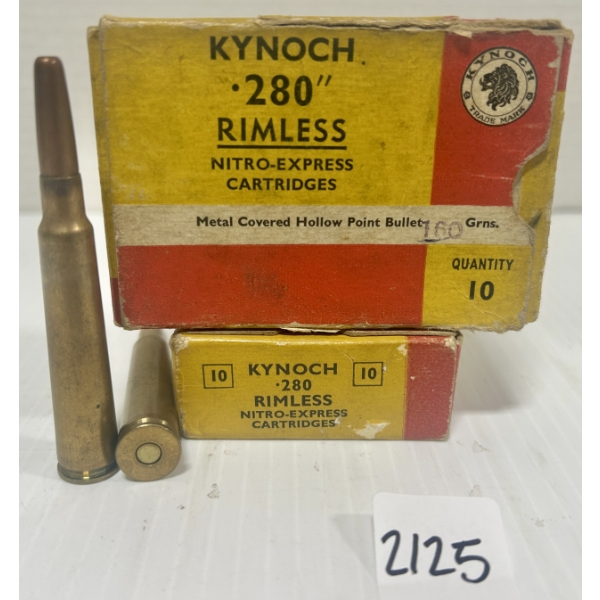 KYNOCH
·280"
RIMLESS
NITRO-EXPRESS
CARTRIDGES
KYNOCH
TRADE MARK
Metal Covered Hollow Point Bullet 160 Grns.
QUANTITY
10
10
KYNOCH
10
·280
RIMLESS
NITRO-EXPRESS
CARTRIDGES
2125